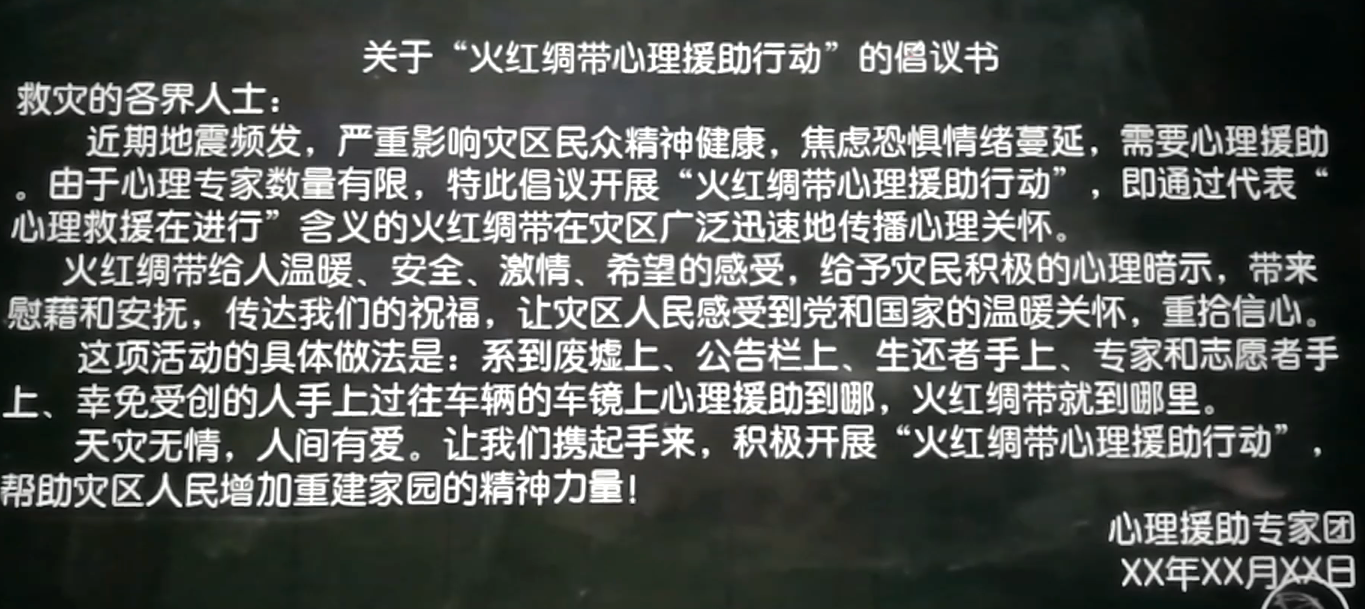 关于“火红绸带心理援助行动”的倡议书
救灾的各界人士：
近期地震频发，严重影响灾区民众精神健康，焦虑恐惧情绪蔓延，需要心理援助
。由于心理专家数量有限，特此倡议开展“火红绸带心理援助行动”，即通过代表“
心理救援在进行”含义的火红绸带在灾区广泛迅速地传播心理关怀。
火红绸带给人温暖、安全、激情、希望的感受，给予灾民积极的心理暗示，带来
慰藉和安抚，传达我们的祝福，让灾区人民感受到党和国家的温暖关怀，重拾信心。
这项活动的具体做法是：系到废墟上、公告栏上、生还者手上、专家和志愿者手
上、幸免受创的人手上过往车辆的车镜上心理援助到哪，火红绸带就到哪里。
天灾无情，人间有爱。让我们携起手来，积极开展“火红绸带心理援助行动”，
帮助灾区人民增加重建家园的精神力量！
心理援助专家团
XX年XX月XX日